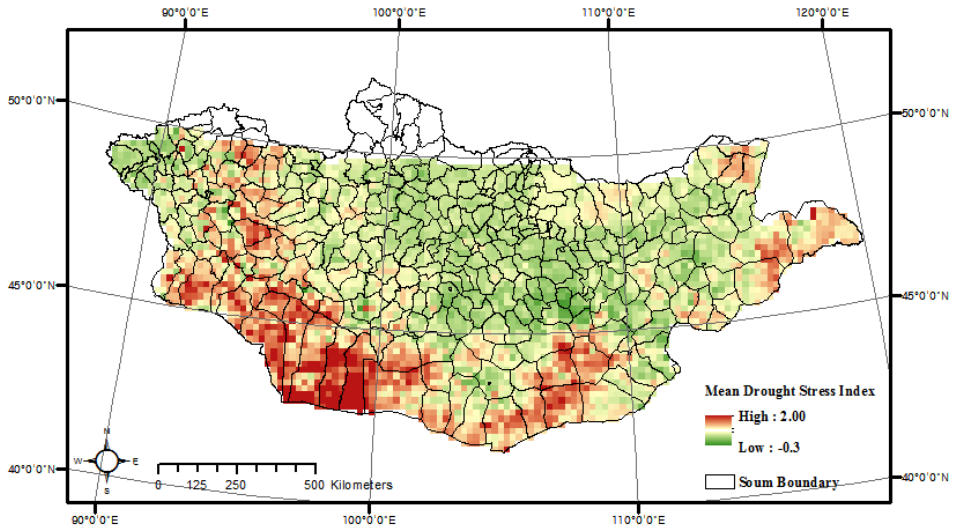 90°0'0"E 100°0'0"E 110°0'0"E 120°0'0"E
50°0'0"N 50°0'0"N
45°0'0"N 45°0'0"N
Mean Drought Stress Index
High : 2.00
Low : -0.3
N
W E
S
40°0'0"N 40°0'0"N
0 125 250 500 Kilometers
Soum Boundary
90°0'0"E 100°0'0"E 110°0'0"E